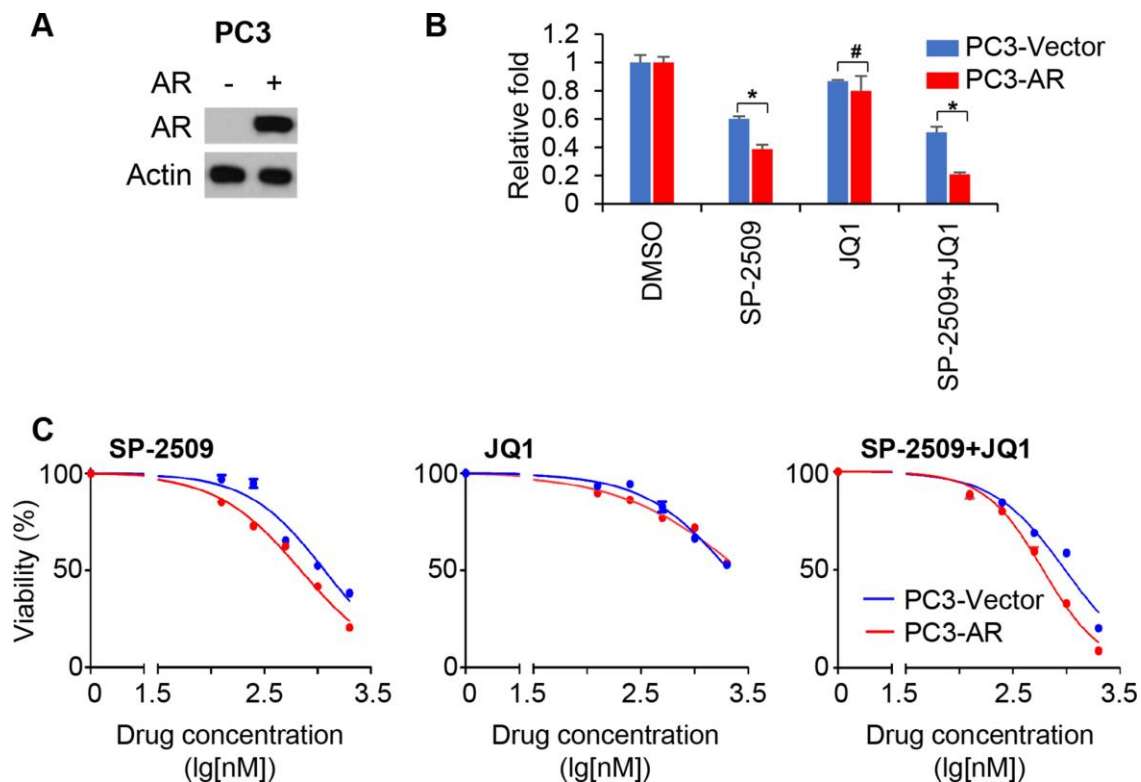 A
PC3
AR - +
AR
Actin
B
Relative fold
1.2
1
0.8
0.6
0.4
0.2
0
*
#
*
PC3-Vector
PC3-AR
DMSO
SP-2509
JQ1
SP-2509+JQ1
C
SP-2509
Viability (%)
100
50
0
0 1.5 2.5 3.5
Drug concentration
(lg[nM])
JQ1
100
50
0
0 1.5 2.5 3.5
Drug concentration
(lg[nM])
SP-2509+JQ1
100
50
0
PC3-Vector
PC3-AR
0 1.5 2.5 3.5
Drug concentration
(lg[nM])